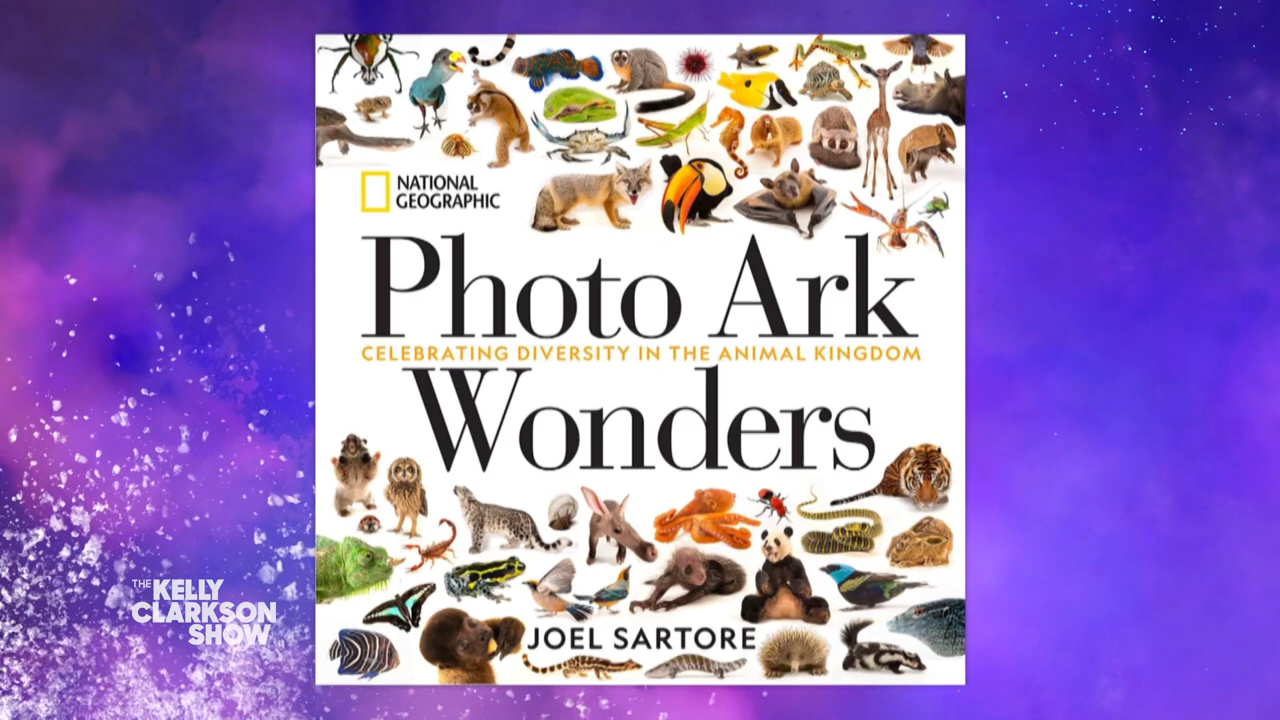 NATIONAL
GEOGRAPHIC
Photo Ark
CELEBRATING DIVERSITY IN THE ANIMAL KINGDOM
Wonders
JOEL SARTORE
THE KELLY
CLARKSON
SHOW